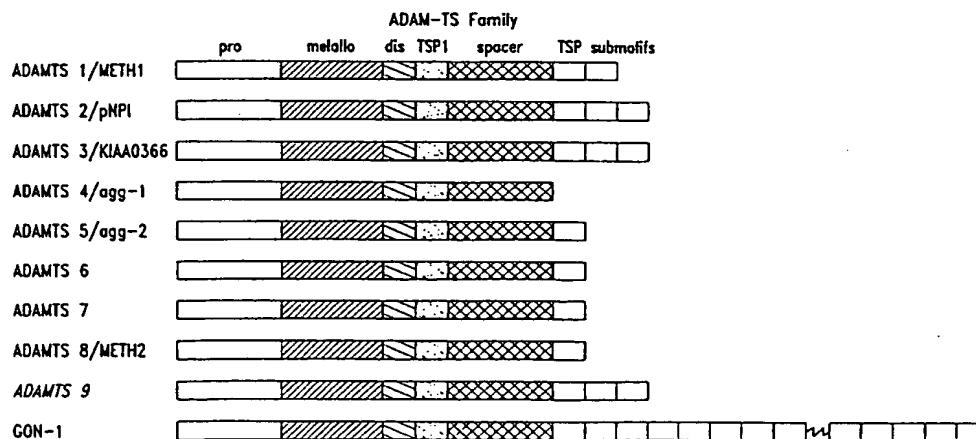 ADAM-TS Family
pro metallo dis TSP1 spacer TSP submotifs
ADAMTS 1/METH1
ADAMTS 2/pNPI
ADAMTS 3/KIAA0366
ADAMTS 4/agg-1
ADAMTS 5/agg-2
ADAMTS 6
ADAMTS 7
ADAMTS 8/METH2
ADAMTS 9
GON-1